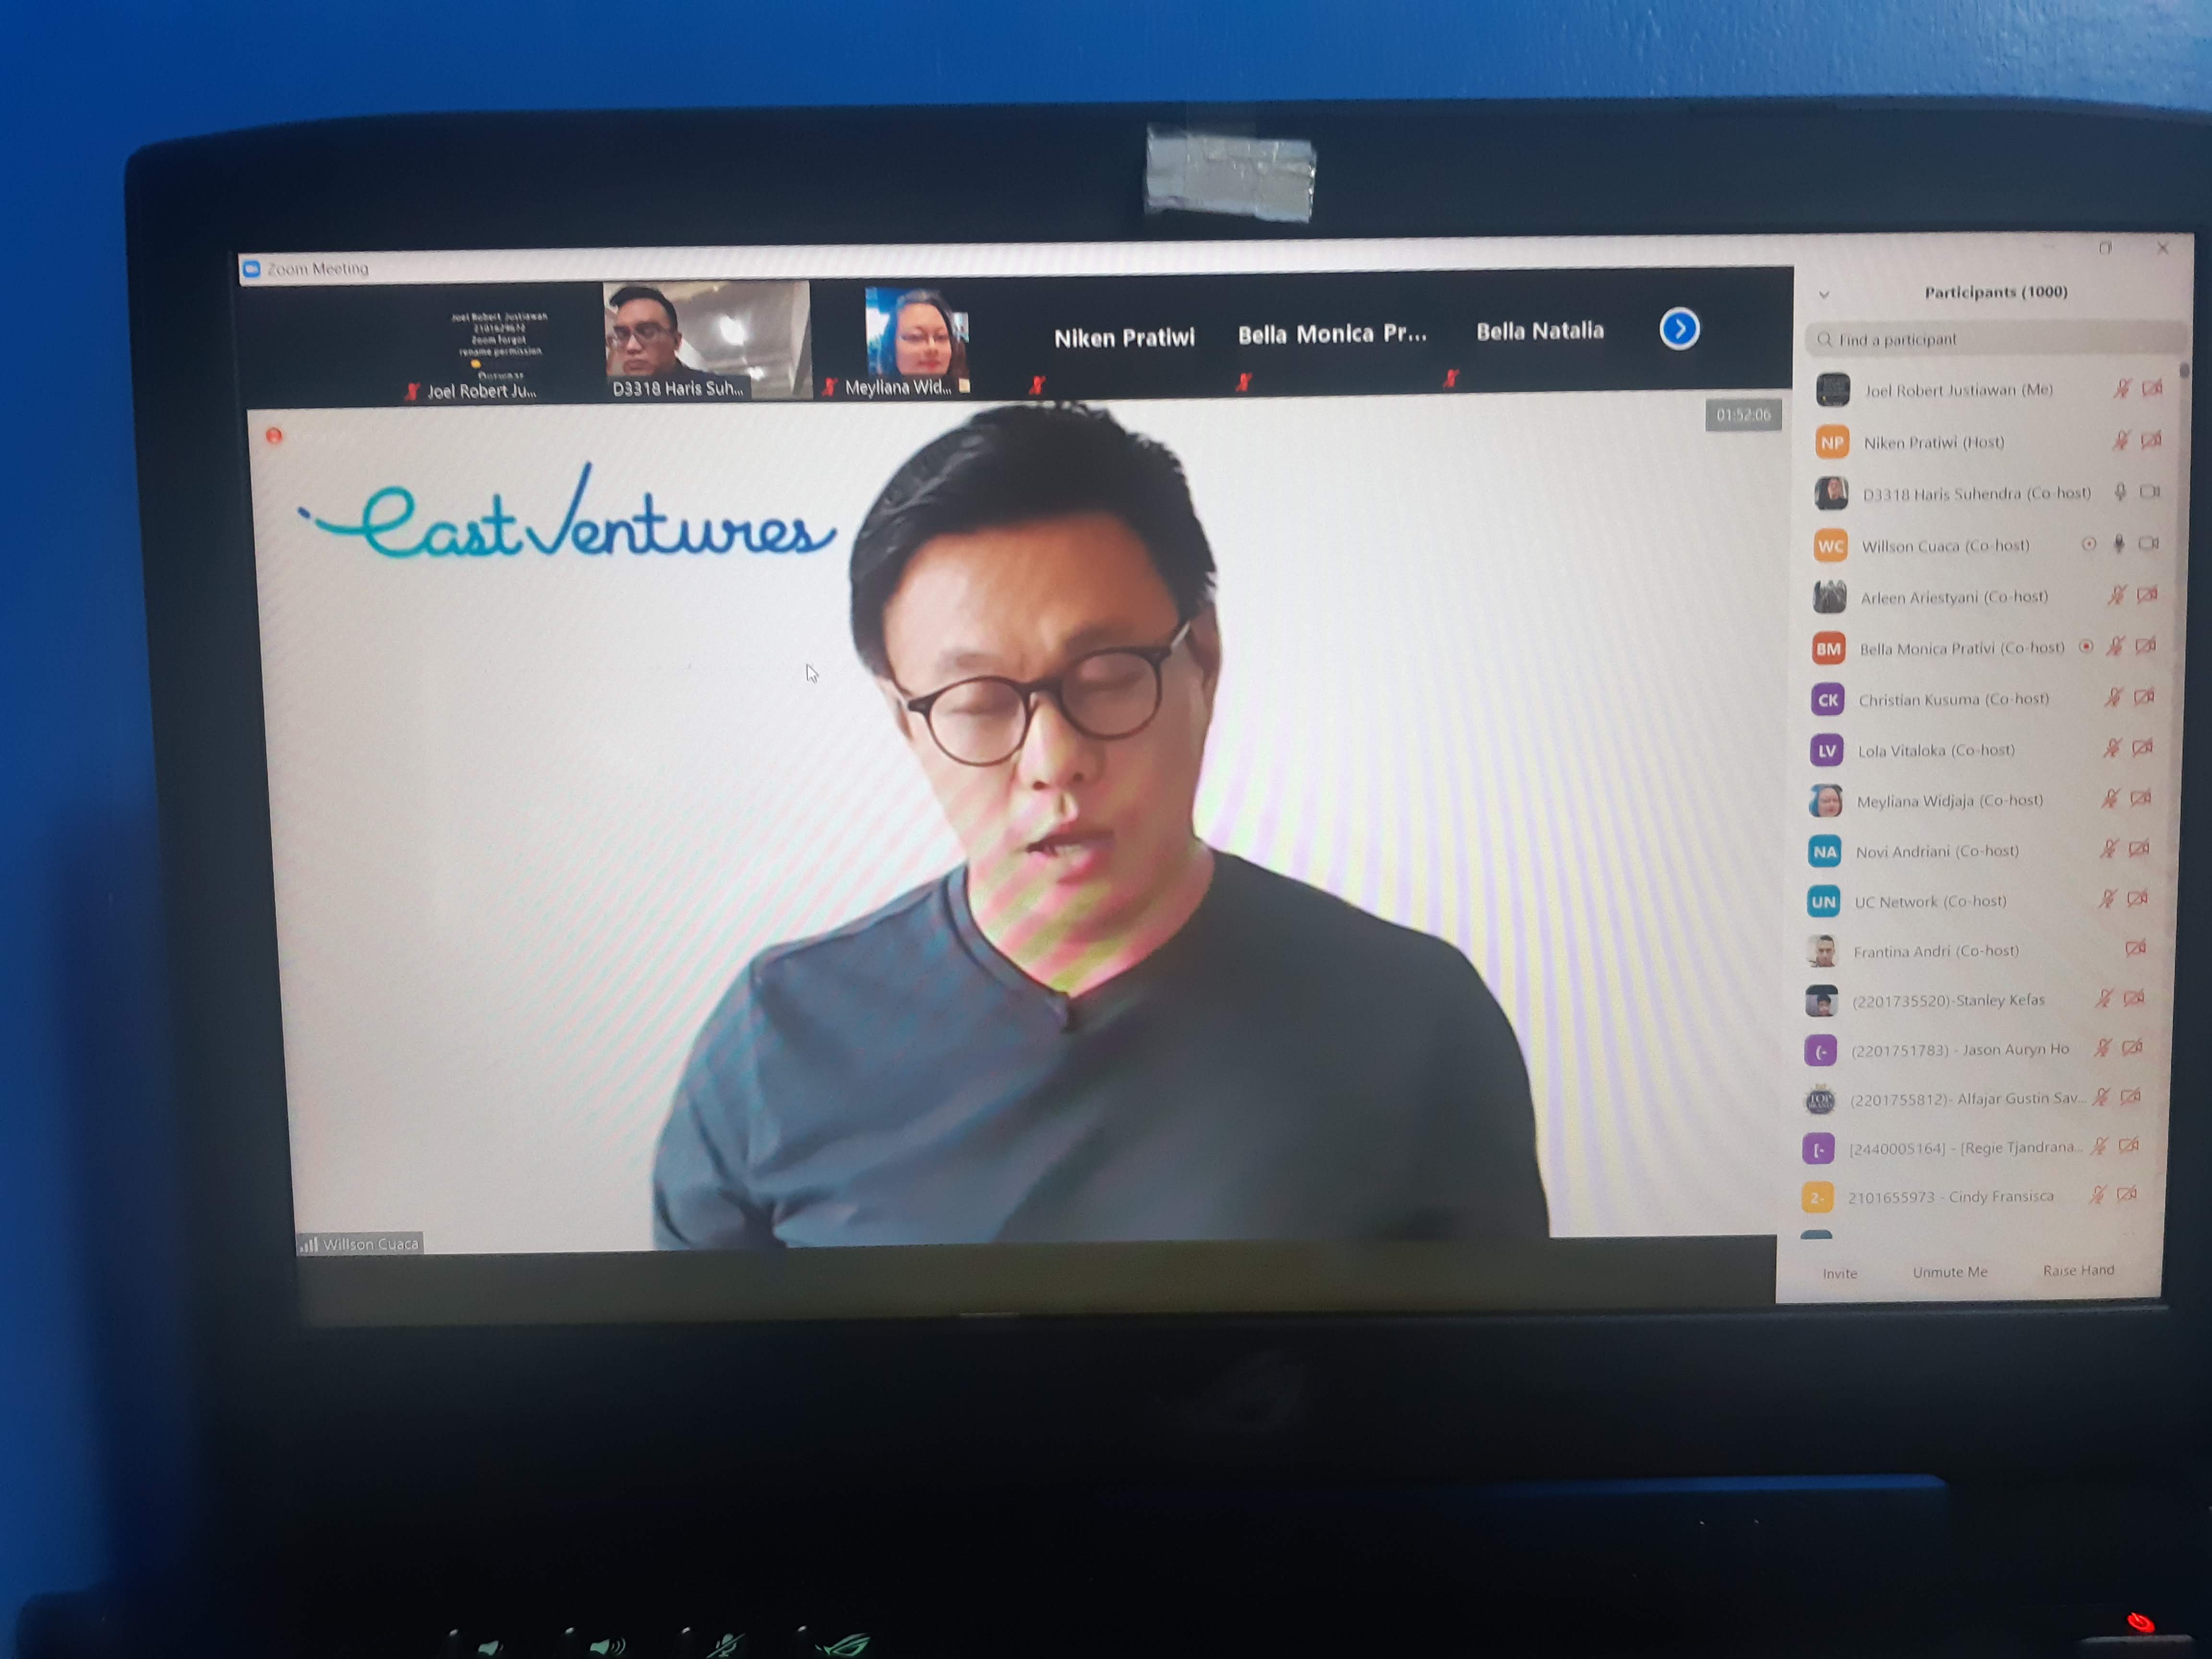 Zoom Meeting
Joel Robert Justiawan
Zoom Forgot
rename permission
Joel Robert Ju...
D3318 Haris Suh...
Meyliana Wid...
Niken Pratiwi
Bella Monica Pr...
Bella Natalia
01:52:06
east ventures
Willson Cuaca
Participants (1000)
Find a participant
Joel Robert Justiawan (Me)
NP Niken Pratiwi (Host)
D3318 Haris Suhendra (Co-host)
WC Willson Cuaca (Co-host)
Arleen Ariestyani (Co-host)
BM Bella Monica Prativi (Co-host)
CK Christian Kusuma (Co-host)
LV Lola Vitaloka (Co-host)
Meyliana Widjaja (Co-host)
NA Novi Andriani (Co-host)
UN UC Network (Co-host)
Frantina Andri (Co-host)
(2201735520)-Stanley Kefas
(- (2201751783) - Jason Auryn Ho
TOP (2201755812)- Alfajar Gustin Sav...
[- [2440005164] - [Regie Tjandrana...
2- 2101655973 - Cindy Fransisca
Invite Unmute Me Raise Hand